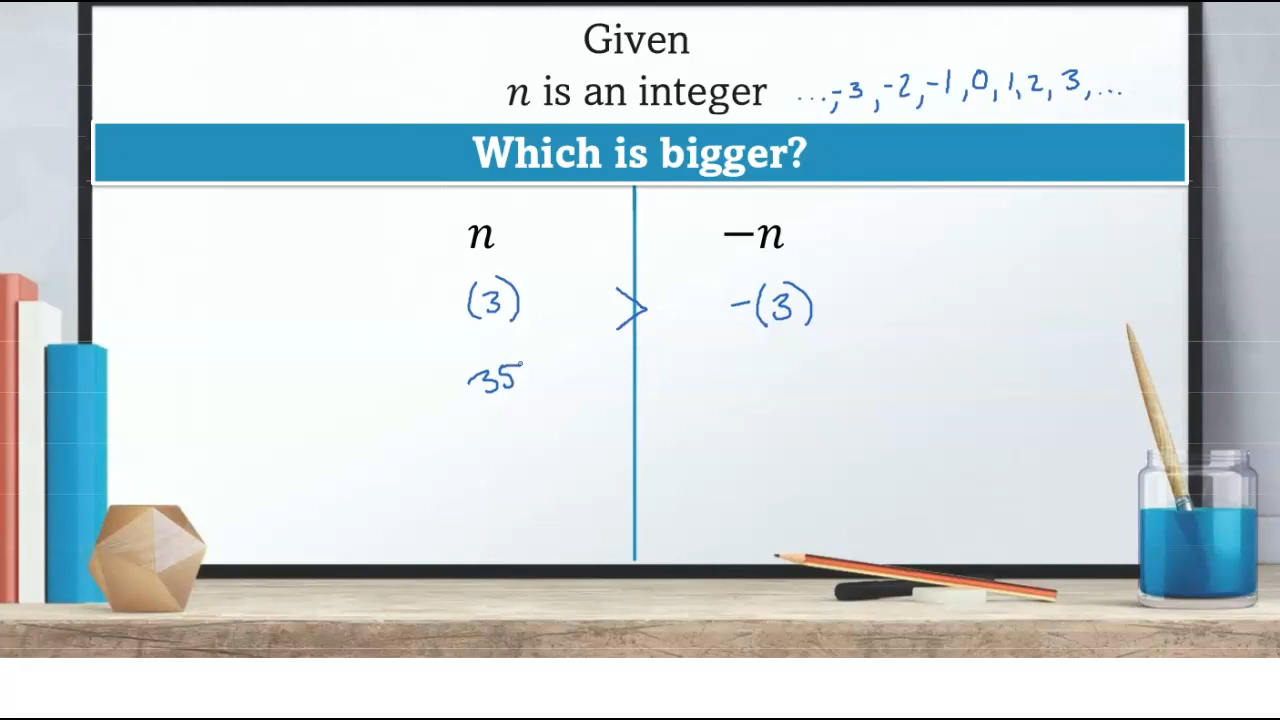 Given
n is an integer ..., -3, -2, -1, 0, 1, 2, 3, ...
Which is bigger?
n −n
(3) > -(3)
35